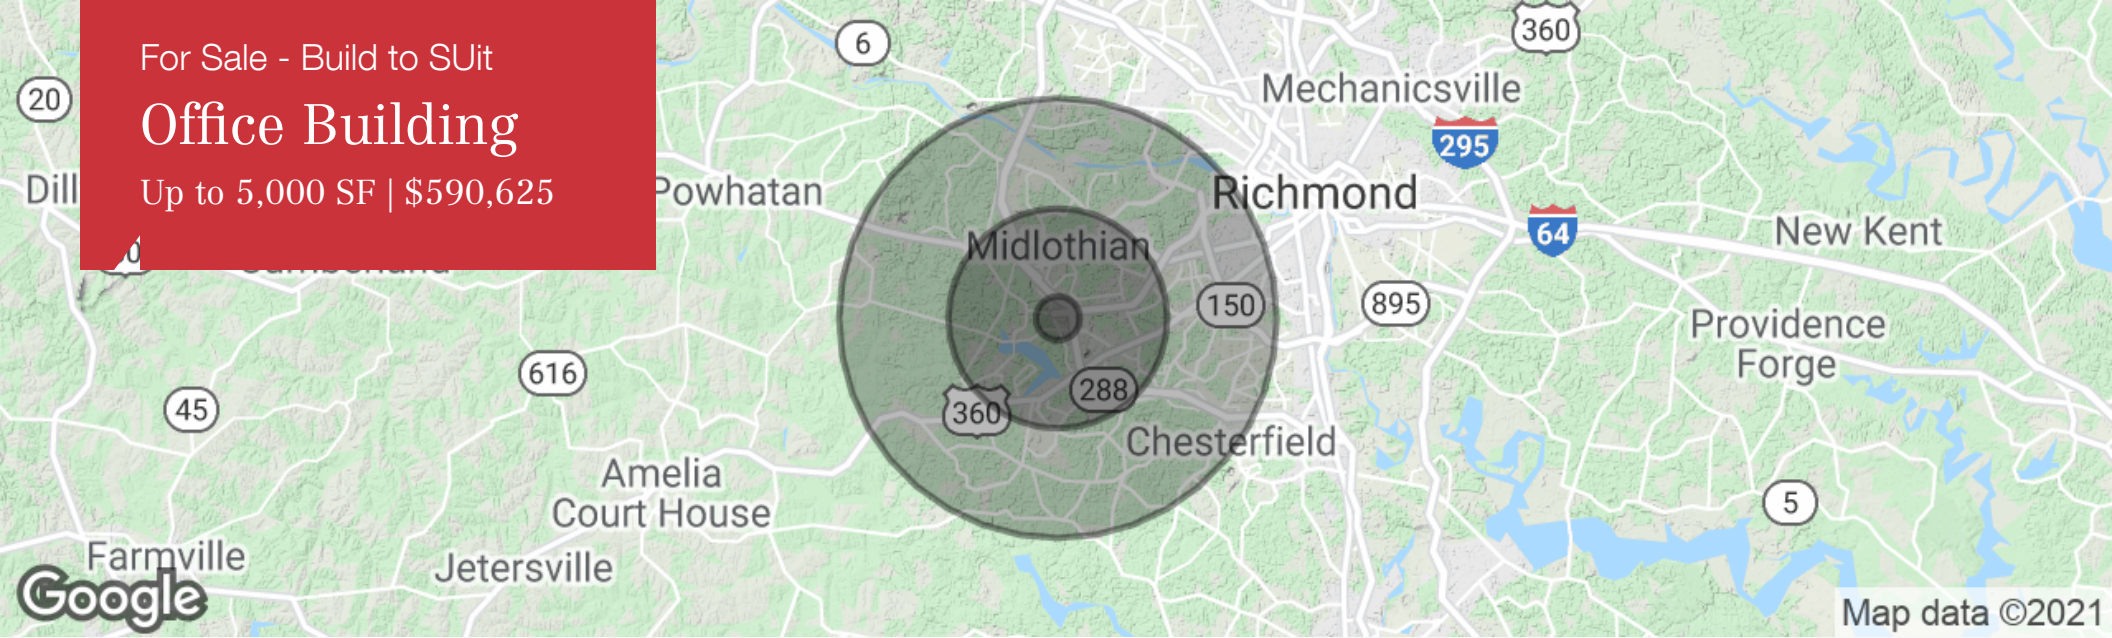 For Sale - Build to SUit
Office Building
Up to 5,000 SF | $590,625
6
360
20
Mechanicsville
295
Dill
Powhatan
Richmond
64
New Kent
Midlothian
150
895
Providence
Forge
616
45
288
360
Chesterfield
Amelia
Court House
5
Farmville
Jetersville
Google
Map data ©2021